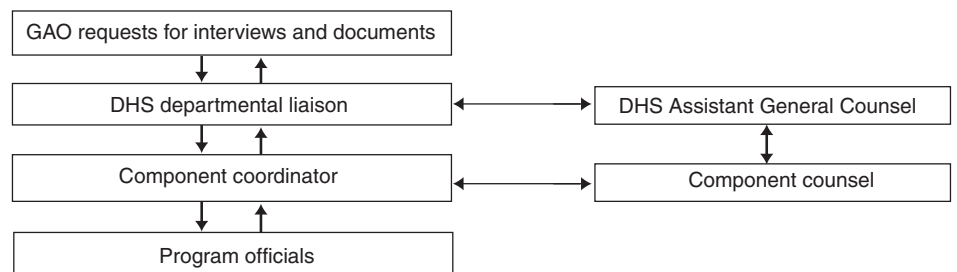 GAO requests for interviews and documents
DHS departmental liaison
DHS Assistant General Counsel
Component coordinator
Component counsel
Program officials